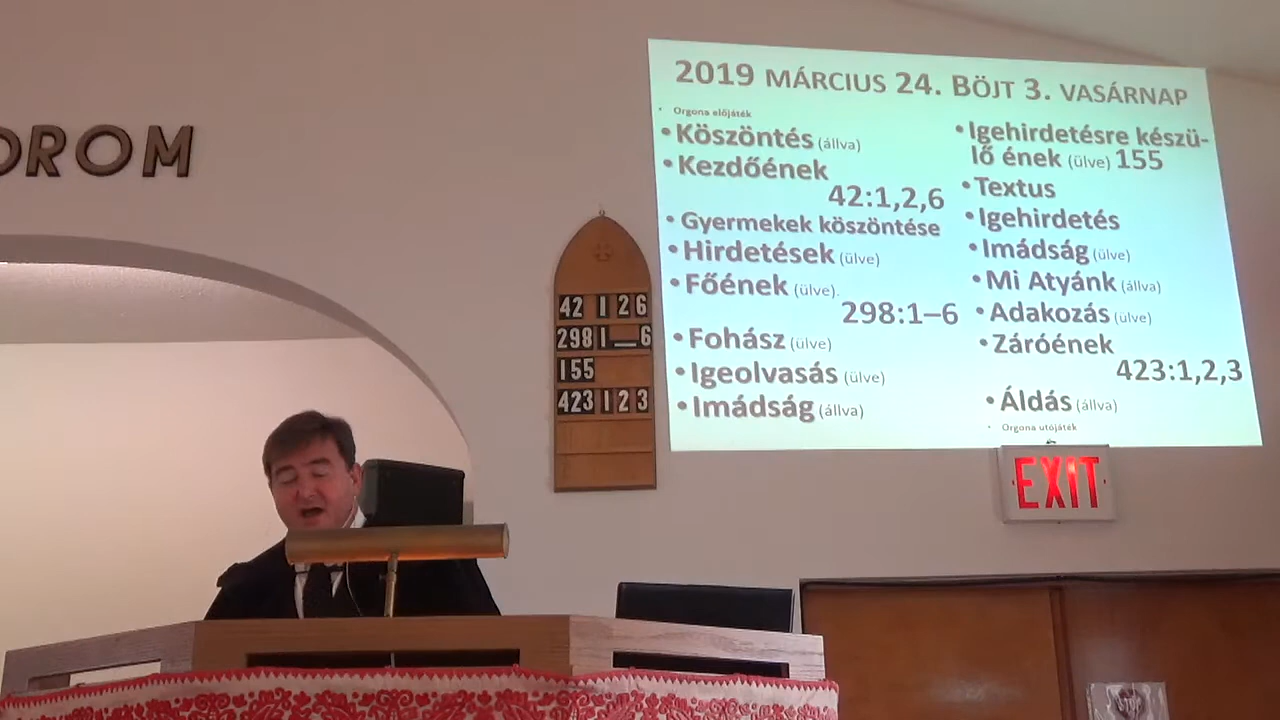 OROM
2019 MÁRCIUS 24. BÖJT 3. VASÁRNAP
• Orgona előjáték
• Köszöntés (állva)
• Kezdőének
42:1,2,6
• Gyermekek köszöntése
• Hirdetések (ülve)
• Főének (ülve).
298:1–6
• Fohász (ülve)
• Igeolvasás (ülve)
• Imádság (állva)
• Igehirdetésre készü-
lő ének (ülve) 155
• Textus
• Igehirdetés
• Imádság (ülve)
• Mi Atyánk (állva)
• Adakozás (ülve)
• Záróének
423:1,2,3
• Áldás (állva)
• Orgona utójáték
42 1 2 6
298 1 _ 6
155
423 1 2 3
EXIT